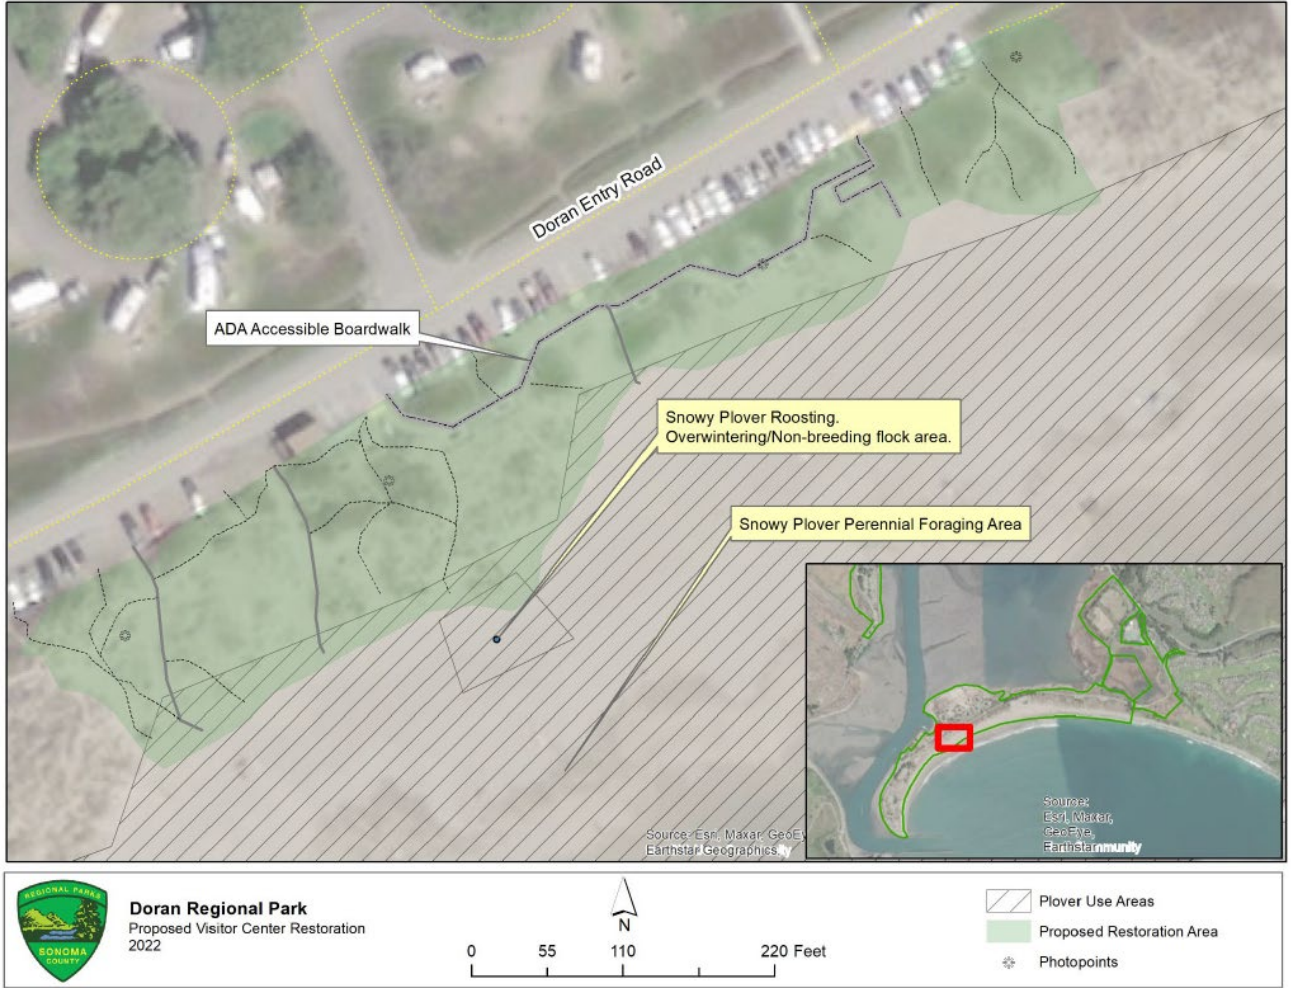 Doran Entry Road
ADA Accessible Boardwalk
Snowy Plover Roosting.
Overwintering/Non-breeding flock area.
Snowy Plover Perennial Foraging Area
Source: Esri, Maxar, GeoEy
Earthstar Geographics
Source:
Esri, Maxar,
GeoEye,
Earthstar
mmunity
REGIONAL PARKS
SONOMA
COUNTY
Doran Regional Park
Proposed Visitor Center Restoration
2022
N
0 55 110 220 Feet
Plover Use Areas
Proposed Restoration Area
Photopoints